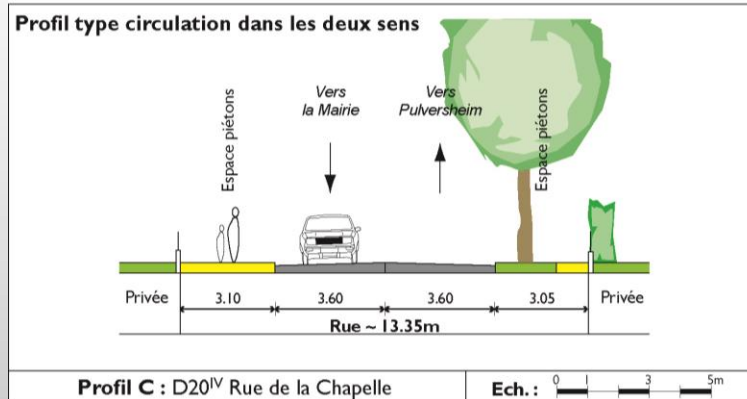 Profil type circulation dans les deux sens
Espace piétons
Vers
la Mairie
Vers
Pulversheim
Espace piétons
Privée
3.10
3.60
3.60
3.05
Privée
Rue ~ 13.35m
Profil C : D20IV Rue de la Chapelle
Ech. :
0 1 3 5m